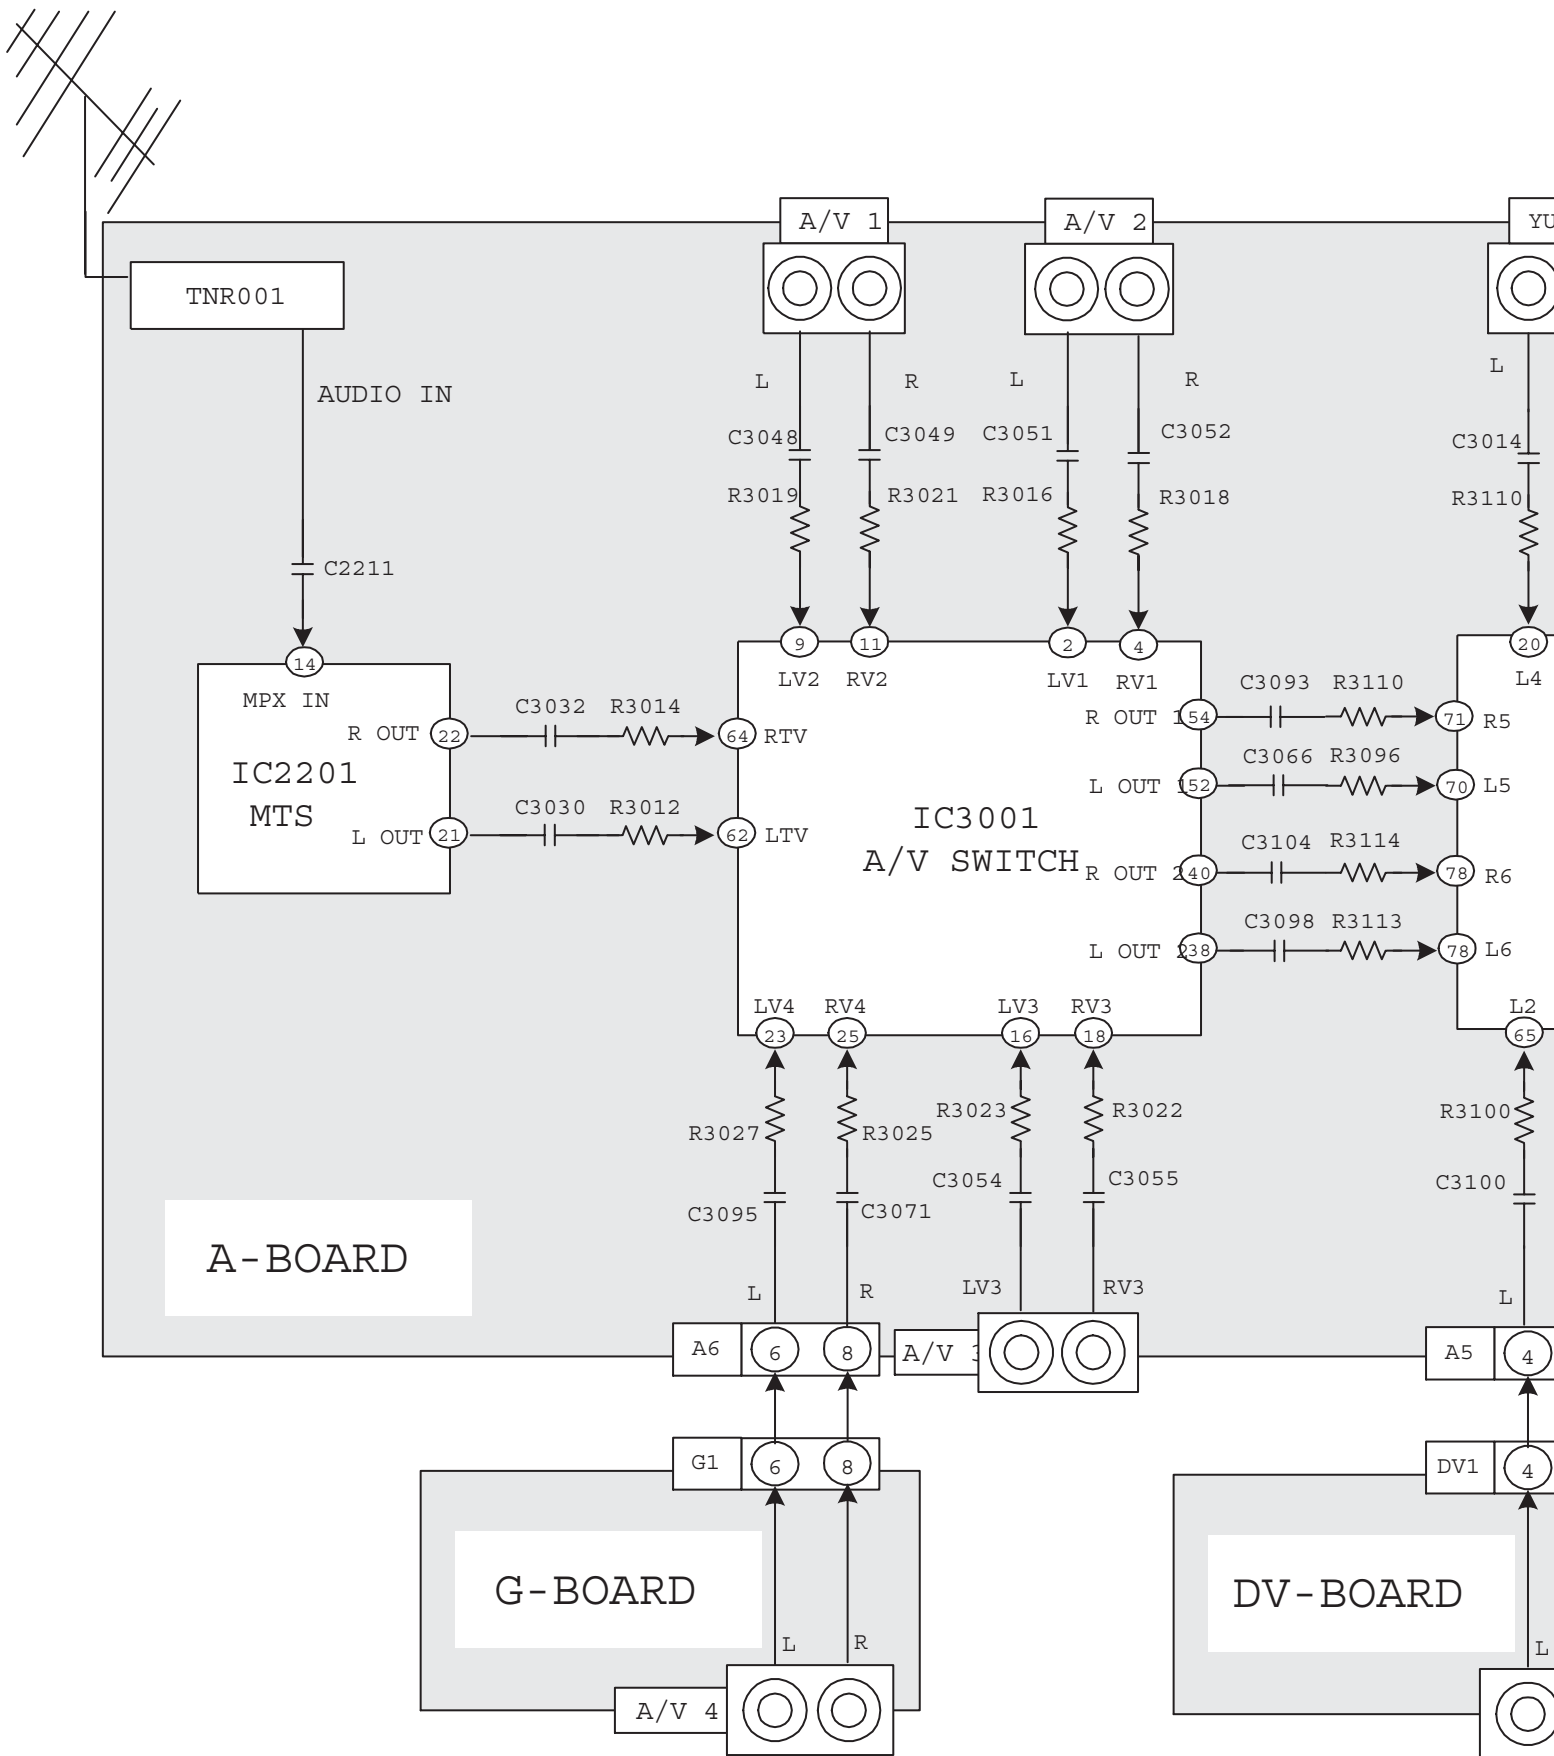 A/V 1
A/V 2
YU
TNR001
AUDIO IN
L
R
L
R
L
C3048
C3049
C3051
C3052
C3014
R3019
R3021
R3016
R3018
R3110
C2211
14
MPX IN
R OUT
22
IC2201
MTS
L OUT
21
C3032
R3014
C3030
R3012
9
11
2
4
20
LV2
RV2
LV1
RV1
L4
64
RTV
62
LTV
IC3001
A/V SWITCH
R OUT 1
54
C3093
R3110
71
R5
L OUT 1
52
C3066
R3096
70
L5
R OUT 2
40
C3104
R3114
78
R6
L OUT 2
38
C3098
R3113
78
L6
LV4
RV4
LV3
RV3
L2
23
25
16
18
65
R3027
R3025
R3023
R3022
R3100
C3095
C3071
C3054
C3055
C3100
A-BOARD
L
R
LV3
RV3
L
A6
6
8
A/V 3
A5
4
G1
6
8
DV1
4
G-BOARD
DV-BOARD
L
R
L
A/V 4